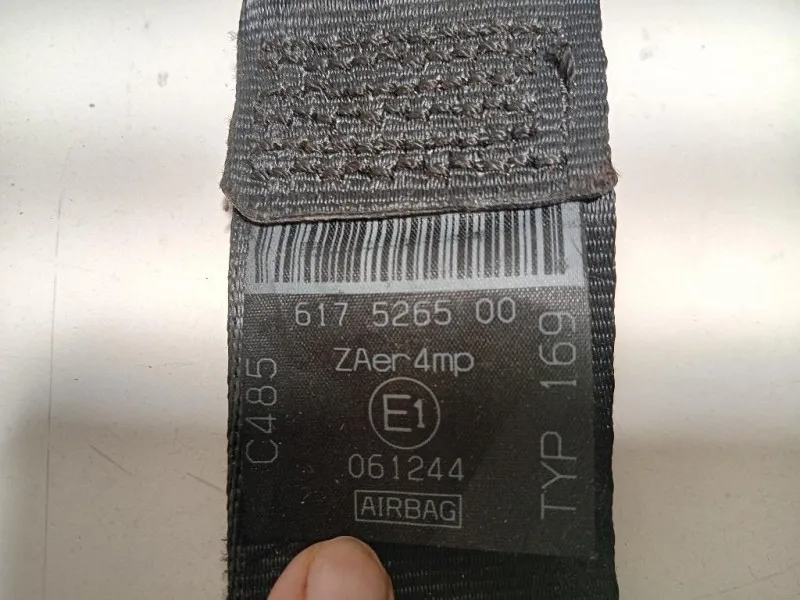 617 5265 00
ZAer4mp
E1
061244
AIRBAG
C485
TYP 169